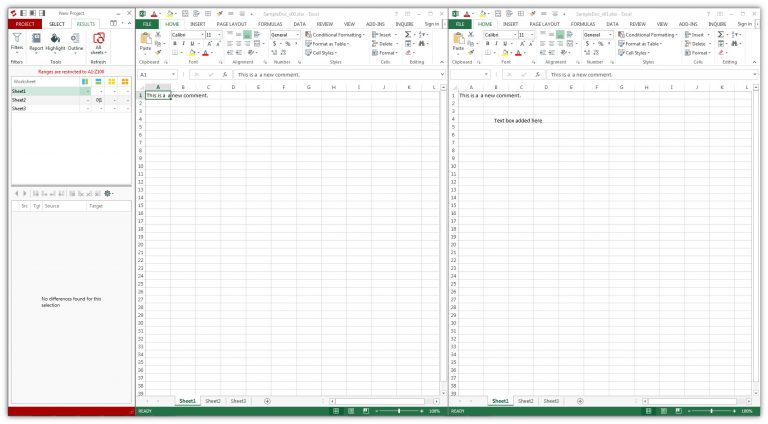 New Project
PROJECT SELECT RESULTS
Filters Report Highlight Outline All sheets
Filters Tools Refresh
Ranges are restricted to A1:Z100
Worksheet
Sheet1 - - - -
Sheet2 - 0|1 - -
Sheet3 - - - -
Src Tgt Source Target
No differences found for this
selection
SampleDoc_v00.xlsx - Excel
FILE HOME INSERT PAGE LAYOUT FORMULAS DATA REVIEW VIEW ADD-INS INQUIRE Sign in
Paste
Calibri 11
B I U
General
Conditional Formatting
Format as Table
Cell Styles
Insert
Delete
Format
Clipboard Font Alignment Number Styles Cells Editing
A1 fx This is a a new comment.
A B C D E F G H I J K L
1 This is a a new comment.
2
3
4
5
6
7
8
9
10
11
12
13
14
15
16
17
18
19
20
21
22
23
24
25
26
27
28
29
30
31
32
33
34
35
36
37
38
39
Sheet1 Sheet2 Sheet3
READY 100%
SampleDoc_v01.xlsx - Excel
FILE HOME INSERT PAGE LAYOUT FORMULAS DATA REVIEW VIEW ADD-INS INQUIRE Sign in
Paste
Calibri 11
B I U
General
Conditional Formatting
Format as Table
Cell Styles
Insert
Delete
Format
Clipboard Font Alignment Number Styles Cells Editing
fx This is a a new comment.
A B C D E F G H I J K L
1 This is a a new comment.
2
3
4 Text box added here
5
6
7
8
9
10
11
12
13
14
15
16
17
18
19
20
21
22
23
24
25
26
27
28
29
30
31
32
33
34
35
36
37
38
39
Sheet1 Sheet2 Sheet3
READY 100%